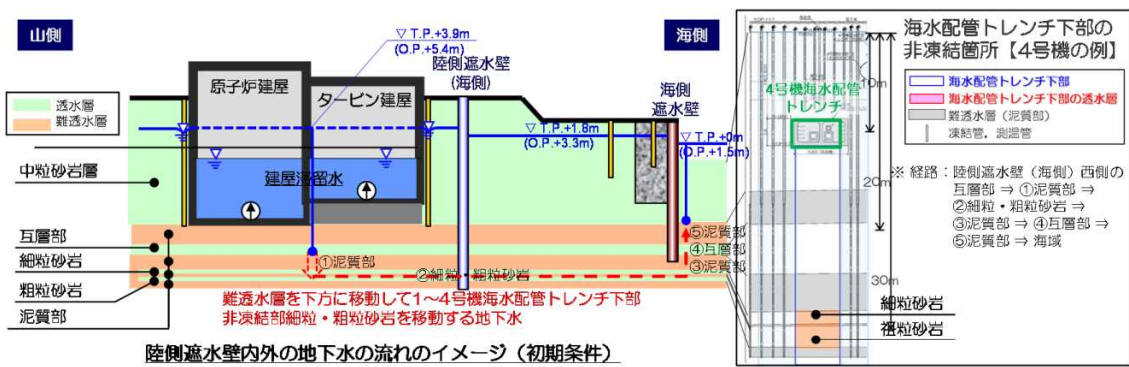 山側
海側
▽ T.P.+3.9m
(O.P.+5.4m)
陸側遮水壁
(海側)
原子炉建屋
タービン建屋
海側
遮水壁
透水層
難透水層
▽ T.P.+1.8m
(O.P.+3.3m)
▽ T.P.+0m
(O.P.+1.5m)
中粒砂岩層
建屋滞留水
互層部
細粒砂岩
粗粒砂岩
泥質部
①泥質部
②細粒・粗粒砂岩
⑤泥質部
④互層部
③泥質部
難透水層を下方に移動して1~4号機海水配管トレンチ下部
非凍結部細粒・粗粒砂岩を移動する地下水
陸側遮水壁内外の地下水の流れのイメージ(初期条件)
海水配管トレンチ下部の
非凍結箇所【4号機の例】
4号機海水配管
トレンチ
10m
20m
30m
海水配管トレンチ下部
海水配管トレンチ下部の透水層
難透水層(泥質部)
凍結管,測温管
※ 経路:陸側遮水壁(海側)西側の
互層部 ⇒ ①泥質部 ⇒
②細粒・粗粒砂岩 ⇒
③泥質部 ⇒ ④互層部 ⇒
⑤泥質部 ⇒ 海域
細粒砂岩
粗粒砂岩